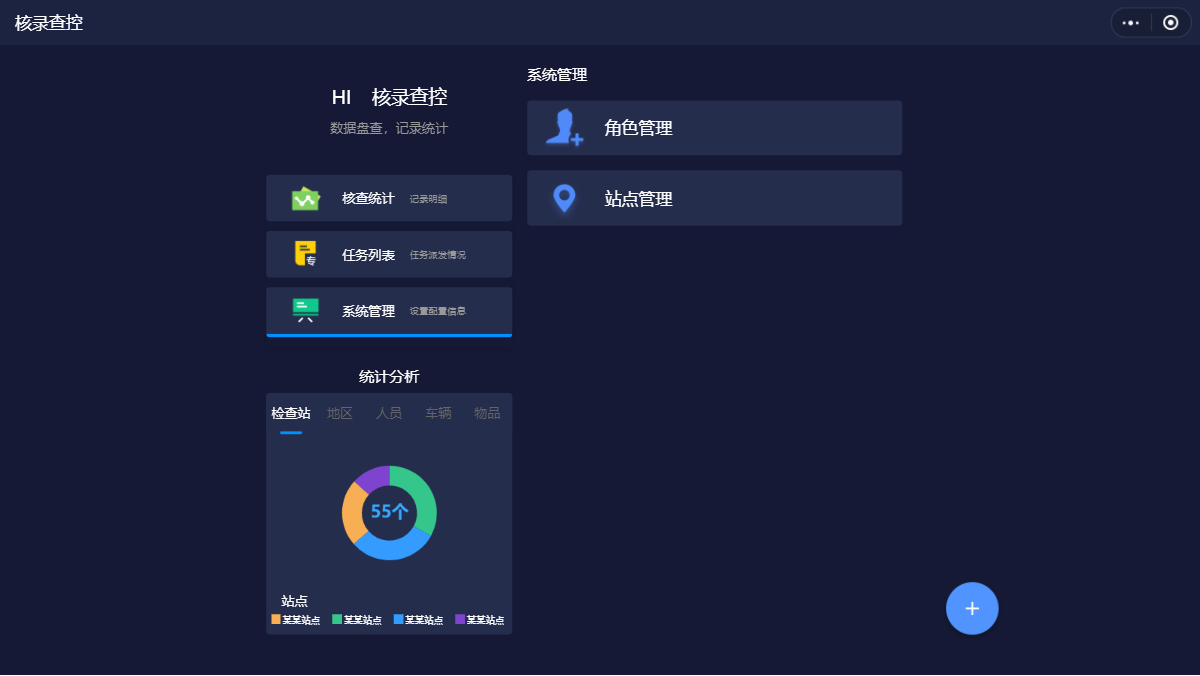 核录查控
HI 核录查控
数据盘查，记录统计
核查统计 记录明细
任务列表 任务派发情况
专
系统管理 设置配置信息
统计分析
检查站 地区 人员 车辆 物品
55个
站点
某某站点 某某站点 某某站点 某某站点
系统管理
角色管理
站点管理